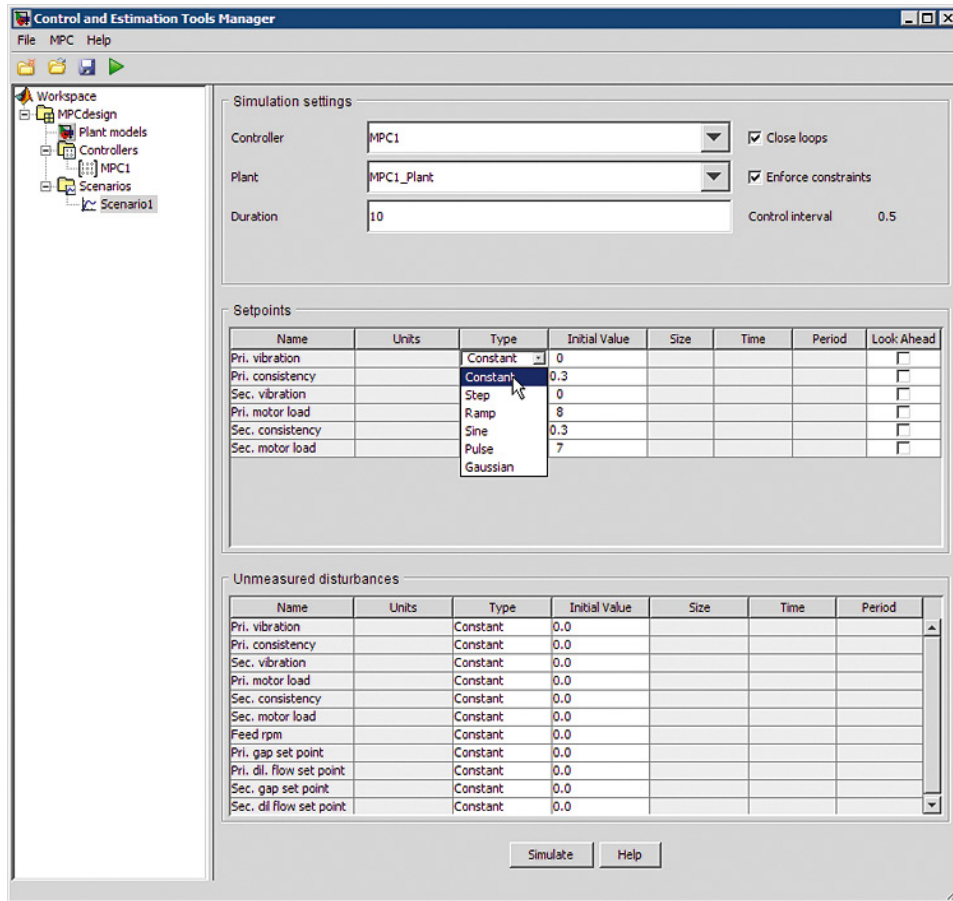 Control and Estimation Tools Manager
File MPC Help
Workspace
MPCdesign
Plant models
Controllers
MPC1
Scenarios
Scenario1
Simulation settings
Controller MPC1 Close loops
Plant MPC1_Plant Enforce constraints
Duration 10 Control interval 0.5
Setpoints
Name Units Type Initial Value Size Time Period Look Ahead
Pri. vibration Constant 0
Pri. consistency Constant 0.3
Sec. vibration Step 0
Pri. motor load Ramp 8
Sec. consistency Sine 0.3
Sec. motor load Pulse 7
Gaussian
Unmeasured disturbances
Name Units Type Initial Value Size Time Period
Pri. vibration Constant 0.0
Pri. consistency Constant 0.0
Sec. vibration Constant 0.0
Pri. motor load Constant 0.0
Sec. consistency Constant 0.0
Sec. motor load Constant 0.0
Feed rpm Constant 0.0
Pri. gap set point Constant 0.0
Pri. dil. flow set point Constant 0.0
Sec. gap set point Constant 0.0
Sec. dil flow set point Constant 0.0
Simulate Help